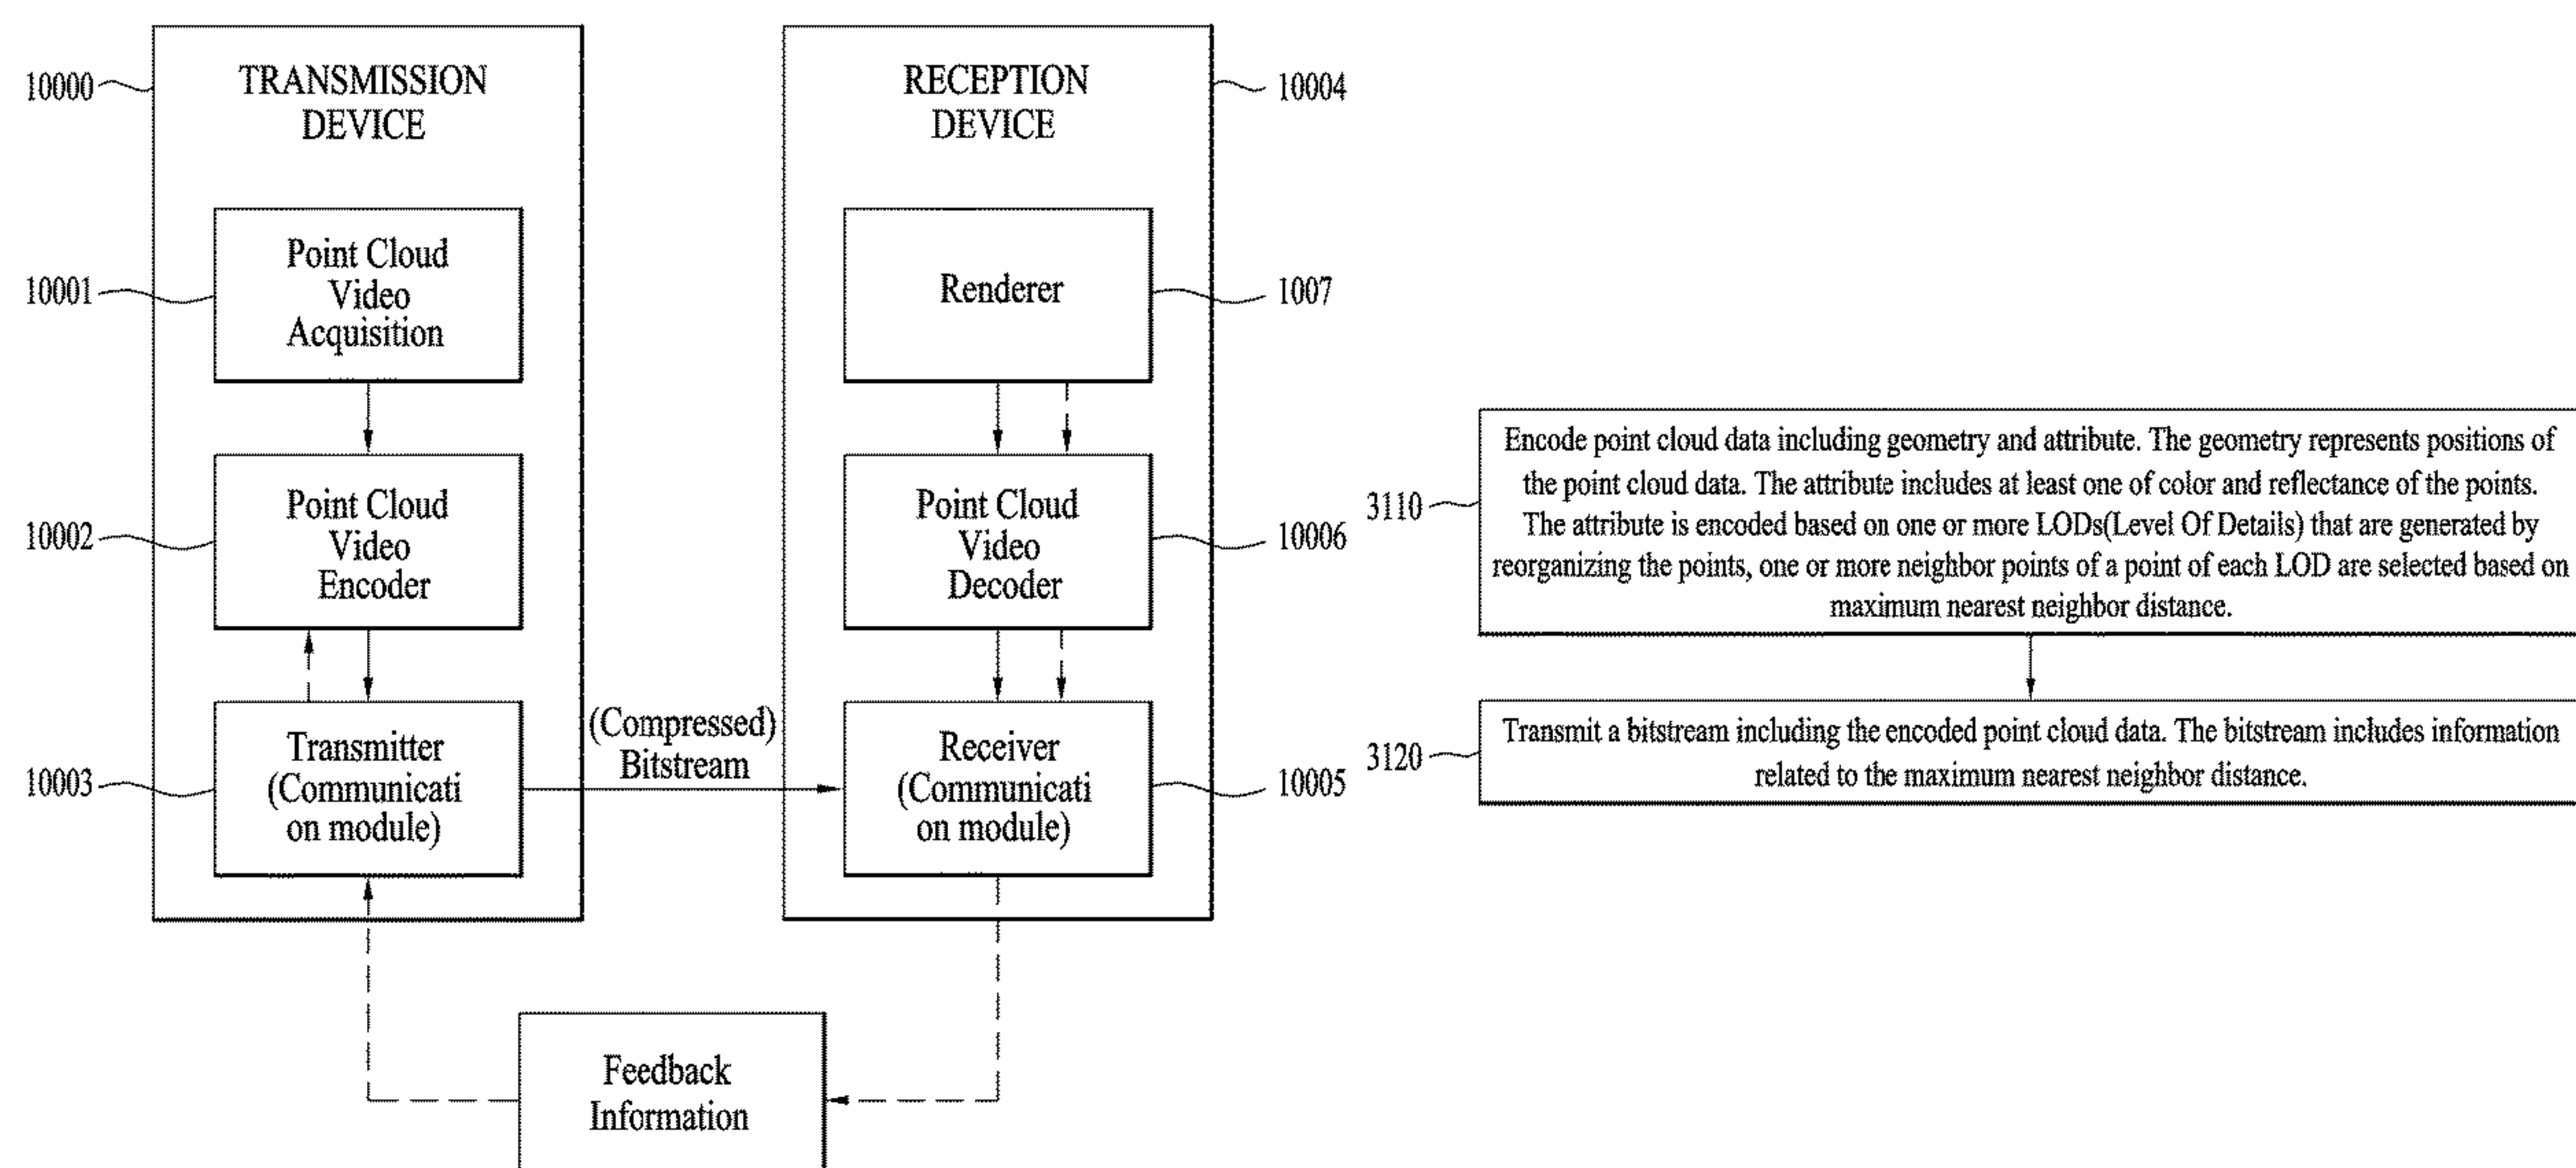 10000
TRANSMISSION
DEVICE
10001
Point Cloud
Video
Acquisition
10002
Point Cloud
Video
Encoder
10003
Transmitter
(Communicati
on module)
(Compressed)
Bitstream
RECEPTION
DEVICE
10004
Renderer
1007
Point Cloud
Video
Decoder
10006
Receiver
(Communicati
on module)
10005
Feedback
Information
3110
Encode point cloud data including geometry and attribute. The geometry represents positions of
the point cloud data. The attribute includes at least one of color and reflectance of the points.
The attribute is encoded based on one or more LODs(Level Of Details) that are generated by
reorganizing the points, one or more neighbor points of a point of each LOD are selected based on
maximum nearest neighbor distance.
3120
Transmit a bitstream including the encoded point cloud data. The bitstream includes information
related to the maximum nearest neighbor distance.